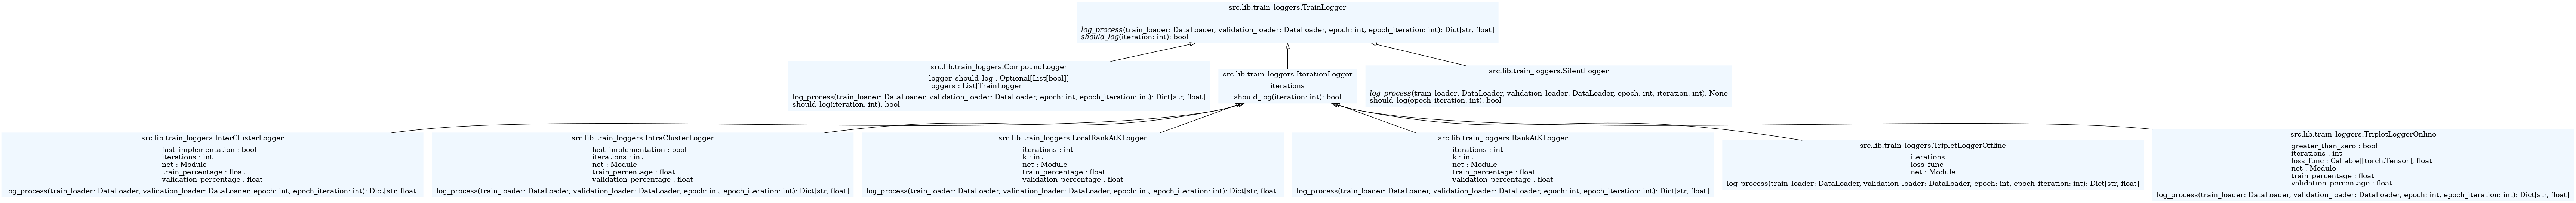 src.lib.train_loggers.TrainLogger
log_process(train_loader: DataLoader, validation_loader: DataLoader, epoch: int, epoch_iteration: int): Dict[str, float]
should_log(iteration: int): bool
src.lib.train_loggers.CompoundLogger
logger_should_log : Optional[List[bool]]
loggers : List[TrainLogger]
log_process(train_loader: DataLoader, validation_loader: DataLoader, epoch: int, epoch_iteration: int): Dict[str, float]
should_log(iteration: int): bool
src.lib.train_loggers.IterationLogger
iterations
should_log(iteration: int): bool
src.lib.train_loggers.SilentLogger
log_process(train_loader: DataLoader, validation_loader: DataLoader, epoch: int, iteration: int): None
should_log(epoch_iteration: int): bool
src.lib.train_loggers.InterClusterLogger
fast_implementation : bool
iterations : int
net : Module
train_percentage : float
validation_percentage : float
log_process(train_loader: DataLoader, validation_loader: DataLoader, epoch: int, epoch_iteration: int): Dict[str, float]
src.lib.train_loggers.IntraClusterLogger
fast_implementation : bool
iterations : int
net : Module
train_percentage : float
validation_percentage : float
log_process(train_loader: DataLoader, validation_loader: DataLoader, epoch: int, epoch_iteration: int): Dict[str, float]
src.lib.train_loggers.LocalRankAtKLogger
iterations : int
k : int
net : Module
train_percentage : float
validation_percentage : float
log_process(train_loader: DataLoader, validation_loader: DataLoader, epoch: int, epoch_iteration: int): Dict[str, float]
src.lib.train_loggers.RankAtKLogger
iterations : int
k : int
net : Module
train_percentage : float
validation_percentage : float
log_process(train_loader: DataLoader, validation_loader: DataLoader, epoch: int, epoch_iteration: int): Dict[str, float]
src.lib.train_loggers.TripletLoggerOffline
iterations
loss_func
net : Module
log_process(train_loader: DataLoader, validation_loader: DataLoader, epoch: int, epoch_iteration: int): Dict[str, float]
src.lib.train_loggers.TripletLoggerOnline
greater_than_zero : bool
iterations : int
loss_func : Callable[[torch.Tensor], float]
net : Module
train_percentage : float
validation_percentage : float
log_process(train_loader: DataLoader, validation_loader: DataLoader, epoch: int, epoch_iteration: int): Dict[str, float]